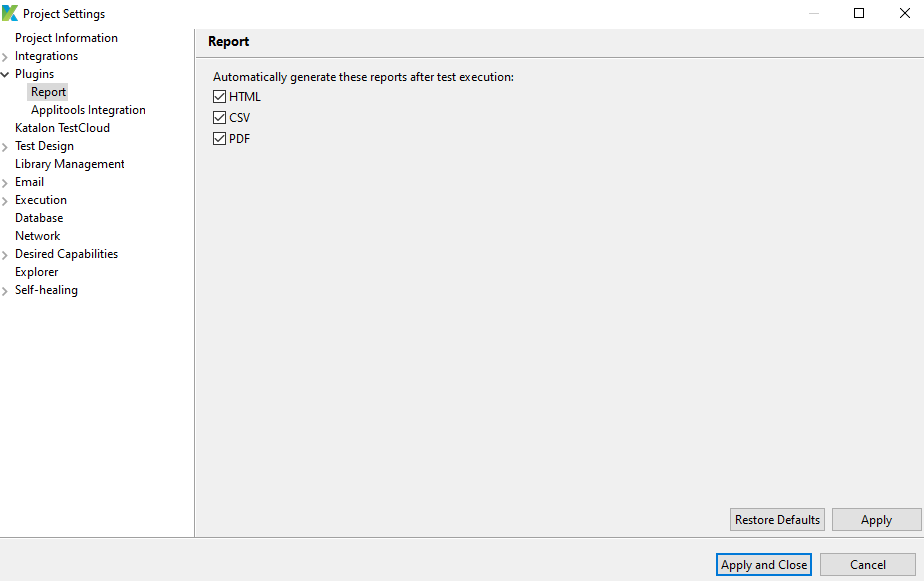 Project Settings
Project Information
Integrations
Plugins
Report
Applitools Integration
Katalon TestCloud
Test Design
Library Management
Email
Execution
Database
Network
Desired Capabilities
Explorer
Self-healing
Report
Automatically generate these reports after test execution:
HTML
CSV
PDF
Restore Defaults
Apply
Apply and Close
Cancel